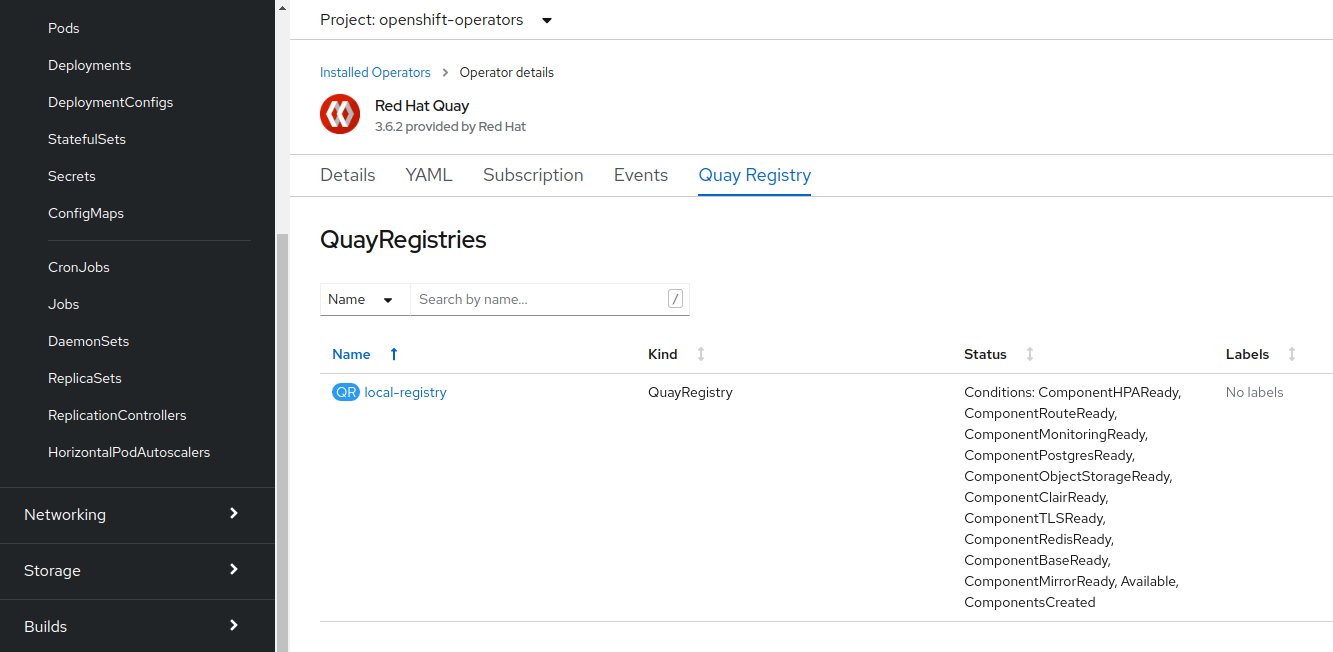 Pods
Deployments
DeploymentConfigs
StatefulSets
Secrets
ConfigMaps
CronJobs
Jobs
DaemonSets
ReplicaSets
ReplicationControllers
HorizontalPodAutoscalers
Networking
Storage
Builds
Project: openshift-operators
Installed Operators > Operator details
Red Hat Quay
3.6.2 provided by Red Hat
Details YAML Subscription Events Quay Registry
QuayRegistries
Name Search by name... /
Name Kind Status Labels
QR local-registry QuayRegistry Conditions: ComponentHPAReady, No labels
ComponentRouteReady,
ComponentMonitoringReady,
ComponentPostgresReady,
ComponentObjectStorageReady,
ComponentClairReady,
ComponentTLSReady,
ComponentRedisReady,
ComponentBaseReady,
ComponentMirrorReady, Available,
ComponentsCreated